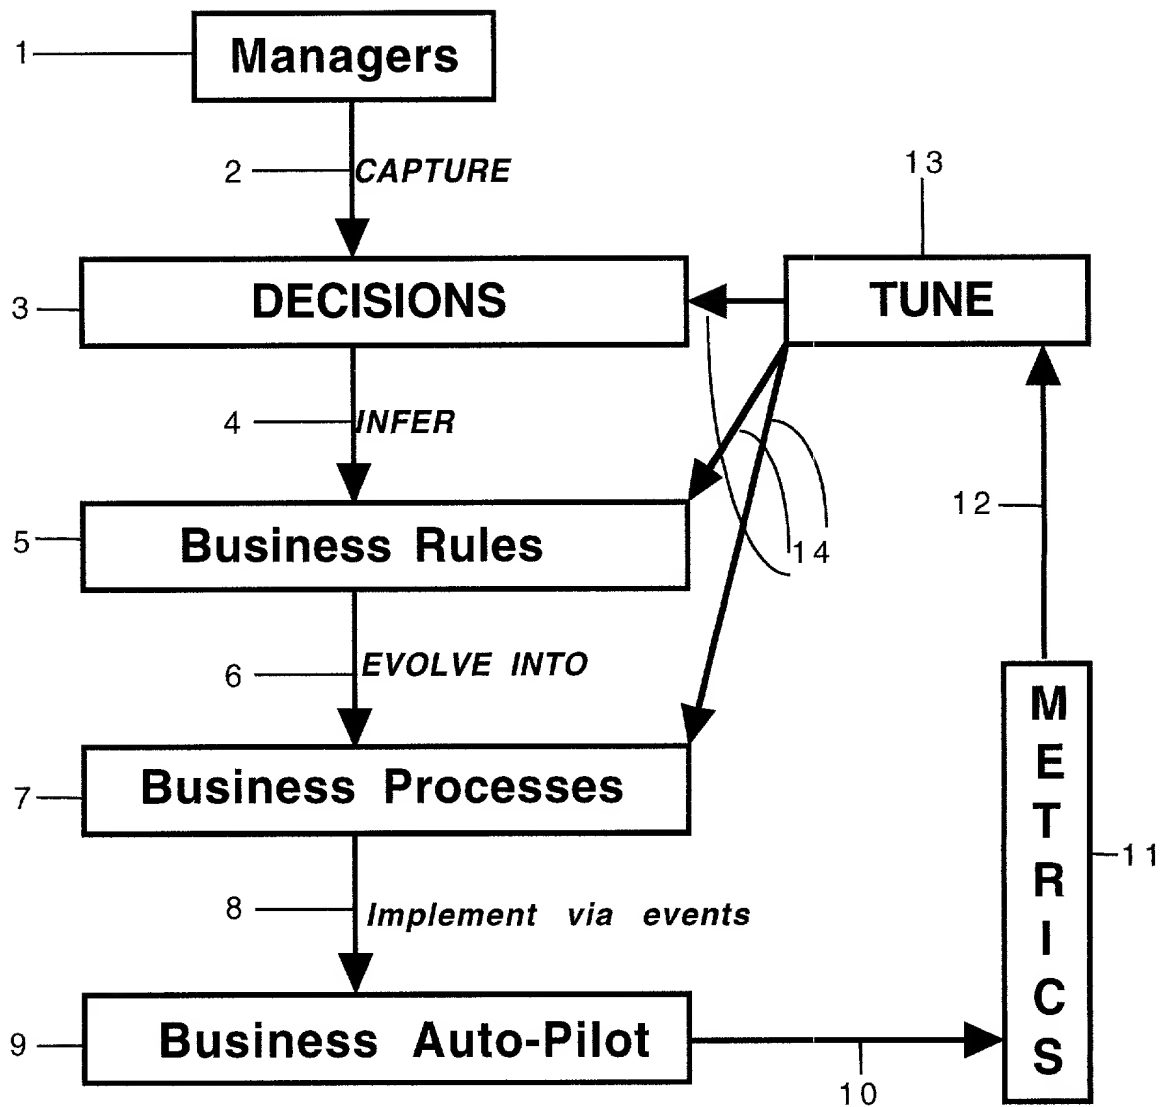 1
Managers
2
CAPTURE
13
3
DECISIONS
TUNE
4
INFER
12
5
Business Rules
14
6
EVOLVE INTO
METRICS
7
Business Processes
11
8
Implement via events
9
Business Auto-Pilot
10